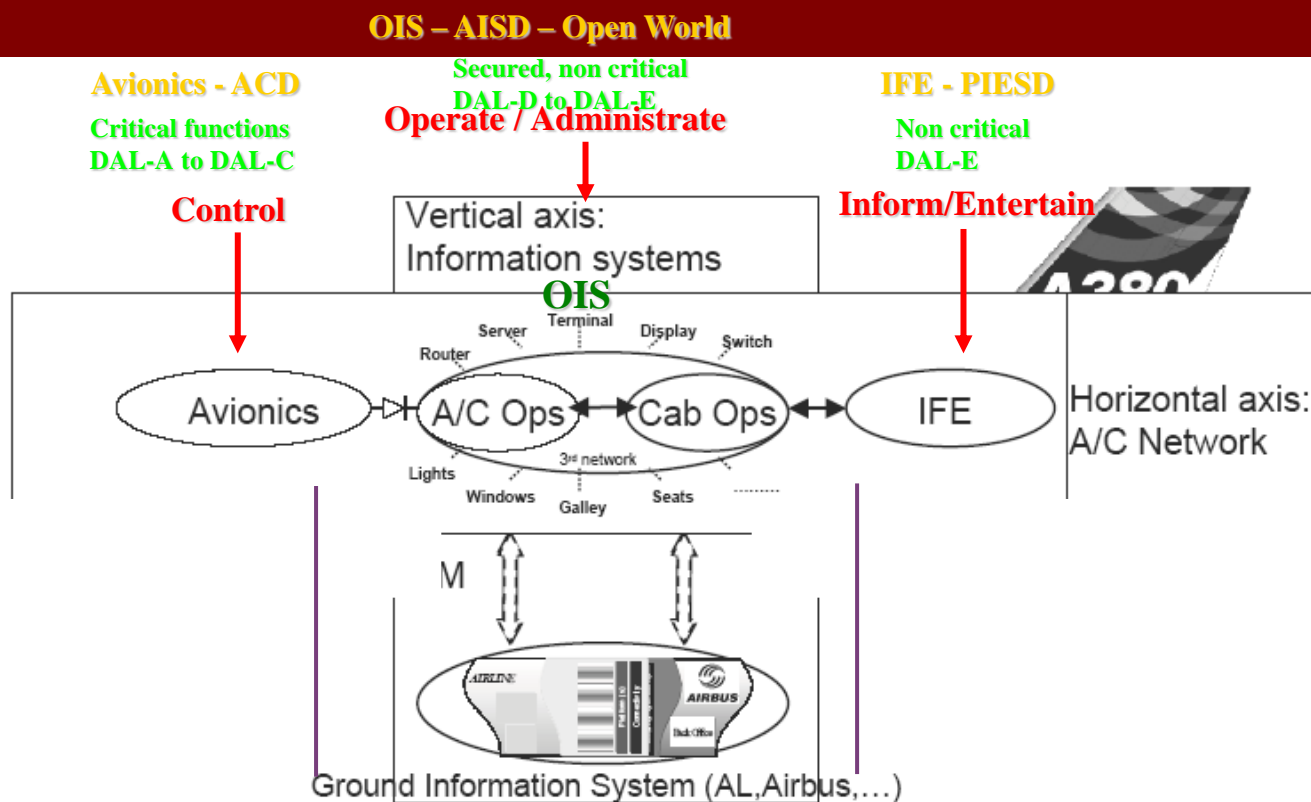 OIS – AISD – Open World
Avionics - ACD
Critical functions
DAL-A to DAL-C
Control
Secured, non critical
DAL-D to DAL-E
Operate / Administrate
IFE - PIESD
Non critical
DAL-E
Inform/Entertain
A380
Vertical axis:
Information systems
OIS
Router
Server
Terminal
Display
Switch
Avionics
A/C Ops
Cab Ops
IFE
Horizontal axis:
A/C Network
3rd network
Lights
Windows
Galley
Seats
M
AIRLINE
AIRBUS
Back Office
Ground Information System (AL,Airbus,...)